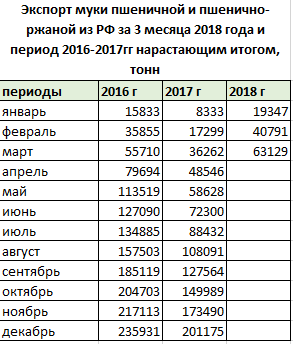 Экспорт муки пшеничной и пшенично-
ржаной из РФ за 3 месяца 2018 года и
период 2016-2017гг нарастающим итогом,
тонн
периоды 2016 г 2017 г 2018 г
январь 15833 8333 19347
февраль 35855 17299 40791
март 55710 36262 63129
апрель 79694 48546
май 113519 58628
июнь 127090 72300
июль 134885 88432
август 157503 108091
сентябрь 185119 127564
октябрь 204703 149989
ноябрь 217113 173490
декабрь 235931 201175